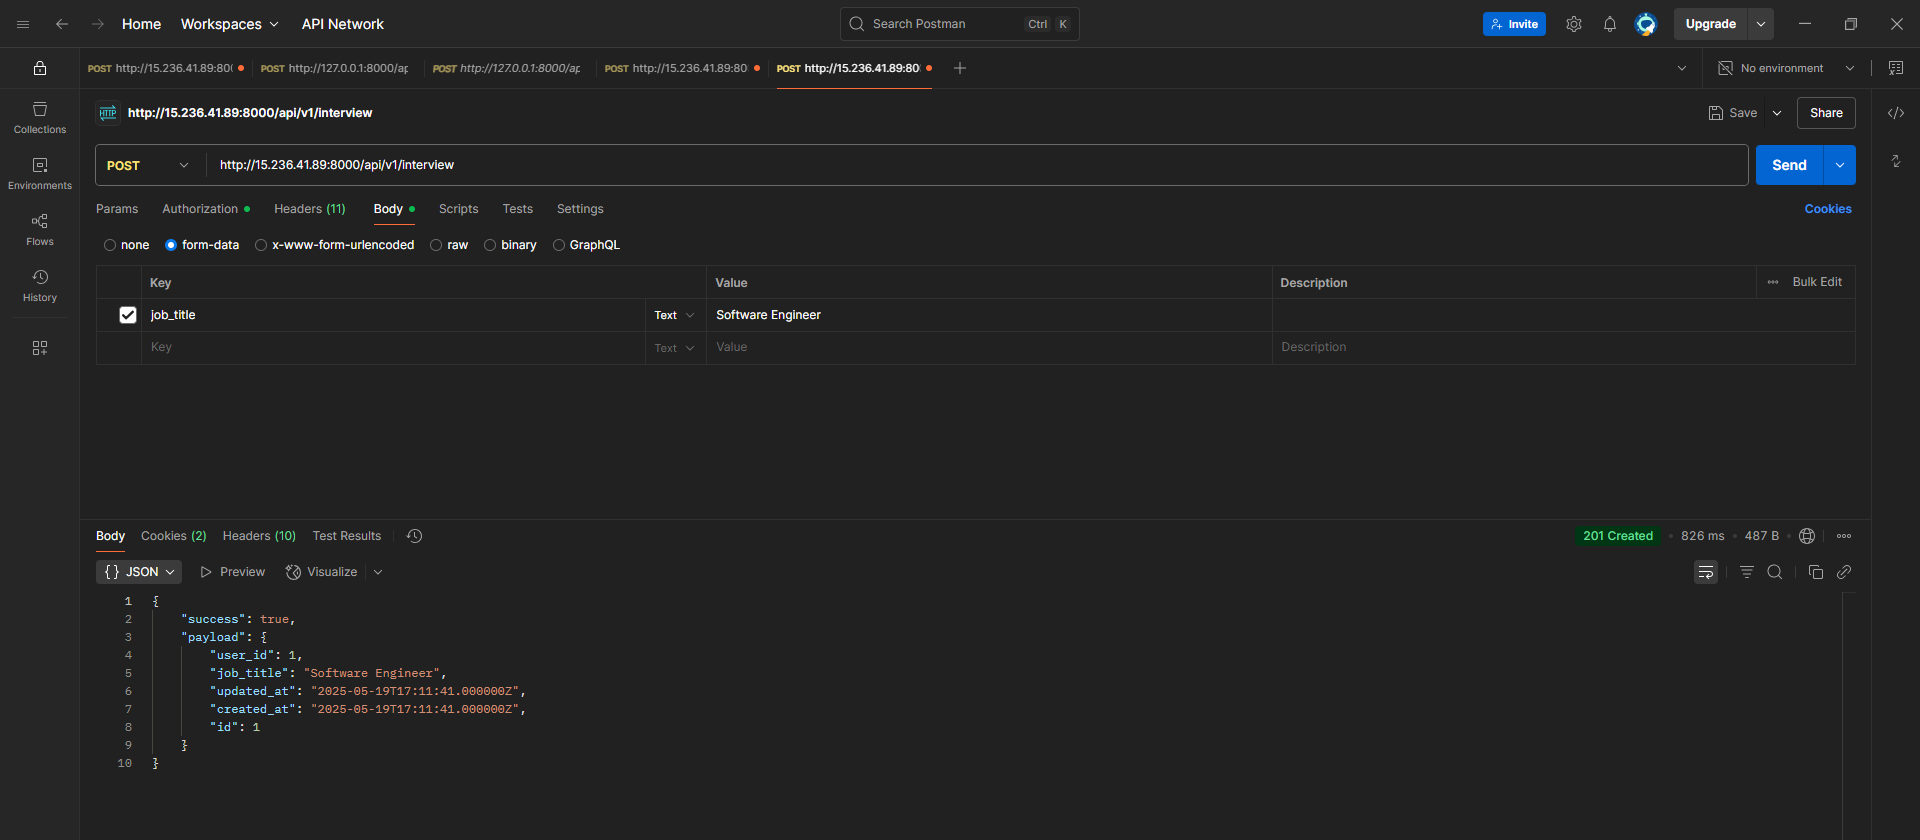 Home Workspaces API Network Search Postman Ctrl K Invite Upgrade
POST http://15.236.41.89:800 POST http://127.0.0.1:8000/ap POST http://127.0.0.1:8000/ap POST http://15.236.41.89:80 POST http://15.236.41.89:80 No environment
Collections
Environments
Flows
History
HTTP http://15.236.41.89:8000/api/v1/interview Save Share
POST http://15.236.41.89:8000/api/v1/interview Send
Params Authorization Headers (11) Body Scripts Tests Settings Cookies
none form-data x-www-form-urlencoded raw binary GraphQL
Key Value Description Bulk Edit
job_title Text Software Engineer
Key Text Value Description
Body Cookies (2) Headers (10) Test Results 201 Created 826 ms 487 B
{} JSON Preview Visualize
1 {
2 "success": true,
3 "payload": {
4 "user_id": 1,
5 "job_title": "Software Engineer",
6 "updated_at": "2025-05-19T17:11:41.000000Z",
7 "created_at": "2025-05-19T17:11:41.000000Z",
8 "id": 1
9 }
10 }